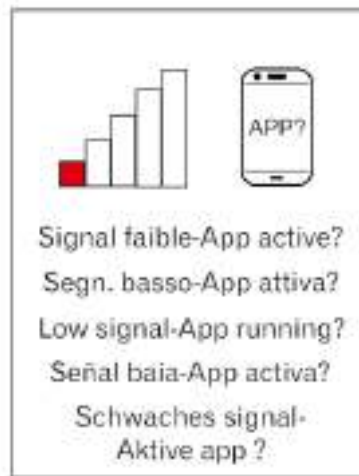 APP?
Signal faible-App active?
Segn. basso-App attiva?
Low signal-App running?
Señal baia-App activa?
Schwaches signal-
Aktive app ?